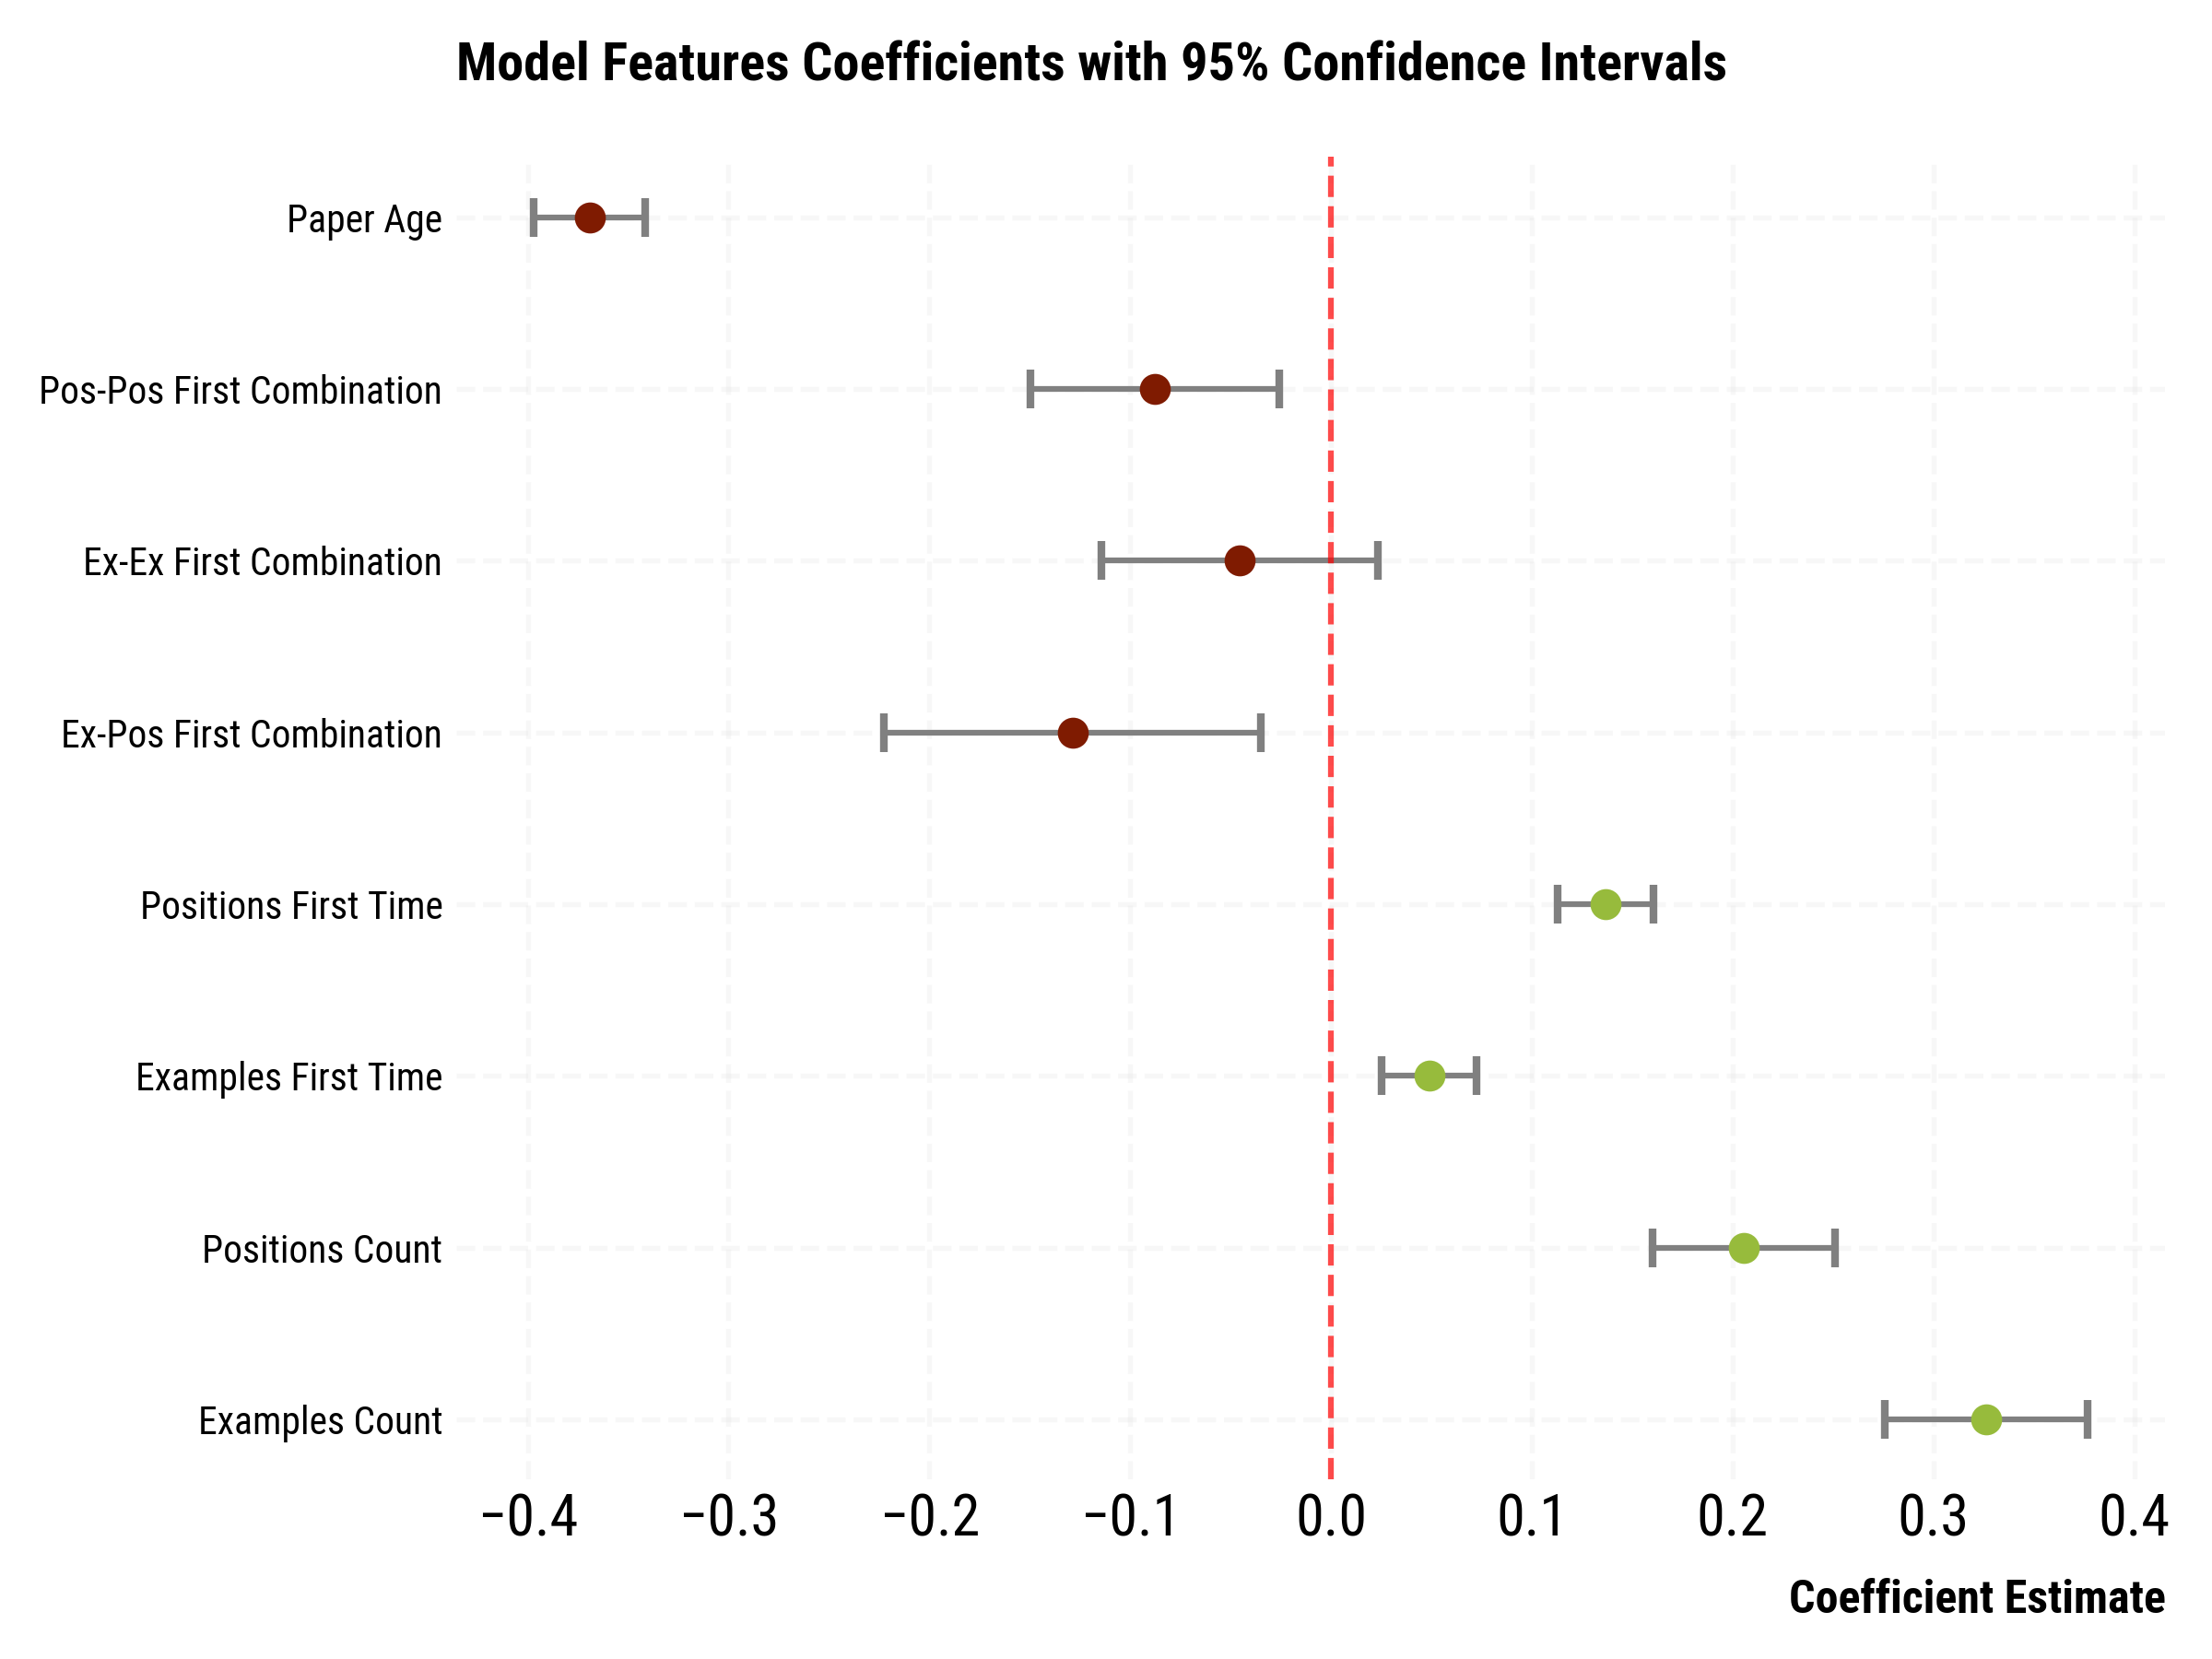 Model Features Coefficients with 95% Confidence Intervals
Paper Age
Pos-Pos First Combination
Ex-Ex First Combination
Ex-Pos First Combination
Positions First Time
Examples First Time
Positions Count
Examples Count
−0.4 −0.3 −0.2 −0.1 0.0 0.1 0.2 0.3 0.4
Coefficient Estimate